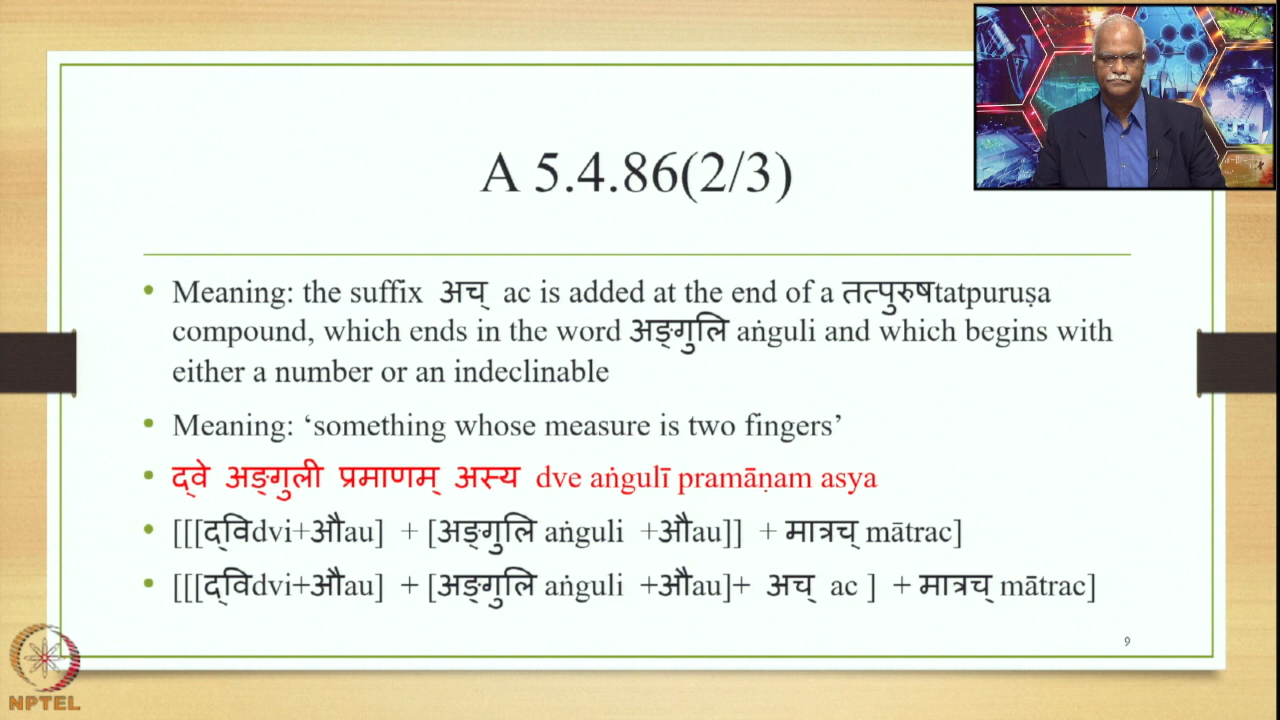 A 5.4.86(2/3)
• Meaning: the suffix अच् ac is added at the end of a तत्पुरुषtatpuruṣa
compound, which ends in the word अङ्गुलि aṅguli and which begins with
either a number or an indeclinable
• Meaning: ‘something whose measure is two fingers’
• द्वे अङ्गुली प्रमाणम् अस्य dve aṅgulī pramāṇam asya
• [[[द्विdvi+औau] + [अङ्गुलि aṅguli +औau]] + मात्रच् mātrac]
• [[[द्विdvi+औau] + [अङ्गुलि aṅguli +औau]+ अच् ac ] + मात्रच् mātrac]
9
NPTEL